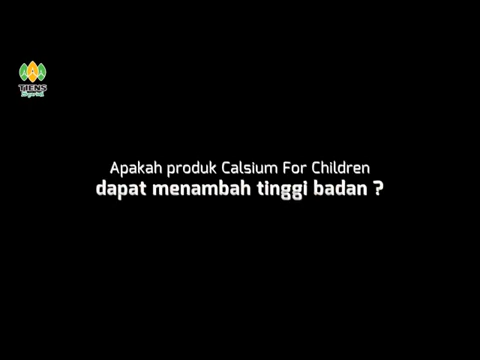 TIENS
Apakah produk Calsium For Children
dapat menambah tinggi badan ?